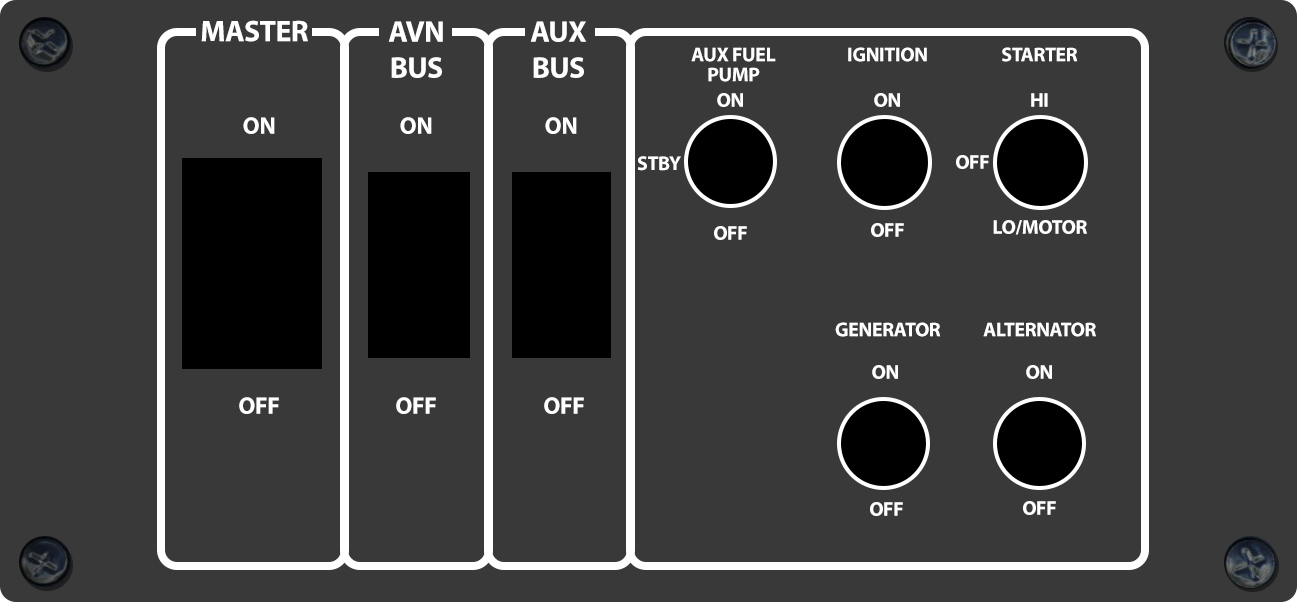 MASTER
ON
OFF
AVN
BUS
ON
OFF
AUX
BUS
ON
OFF
AUX FUEL
PUMP
ON
STBY
OFF
IGNITION
ON
OFF
STARTER
HI
OFF
LO/MOTOR
GENERATOR
ON
OFF
ALTERNATOR
ON
OFF